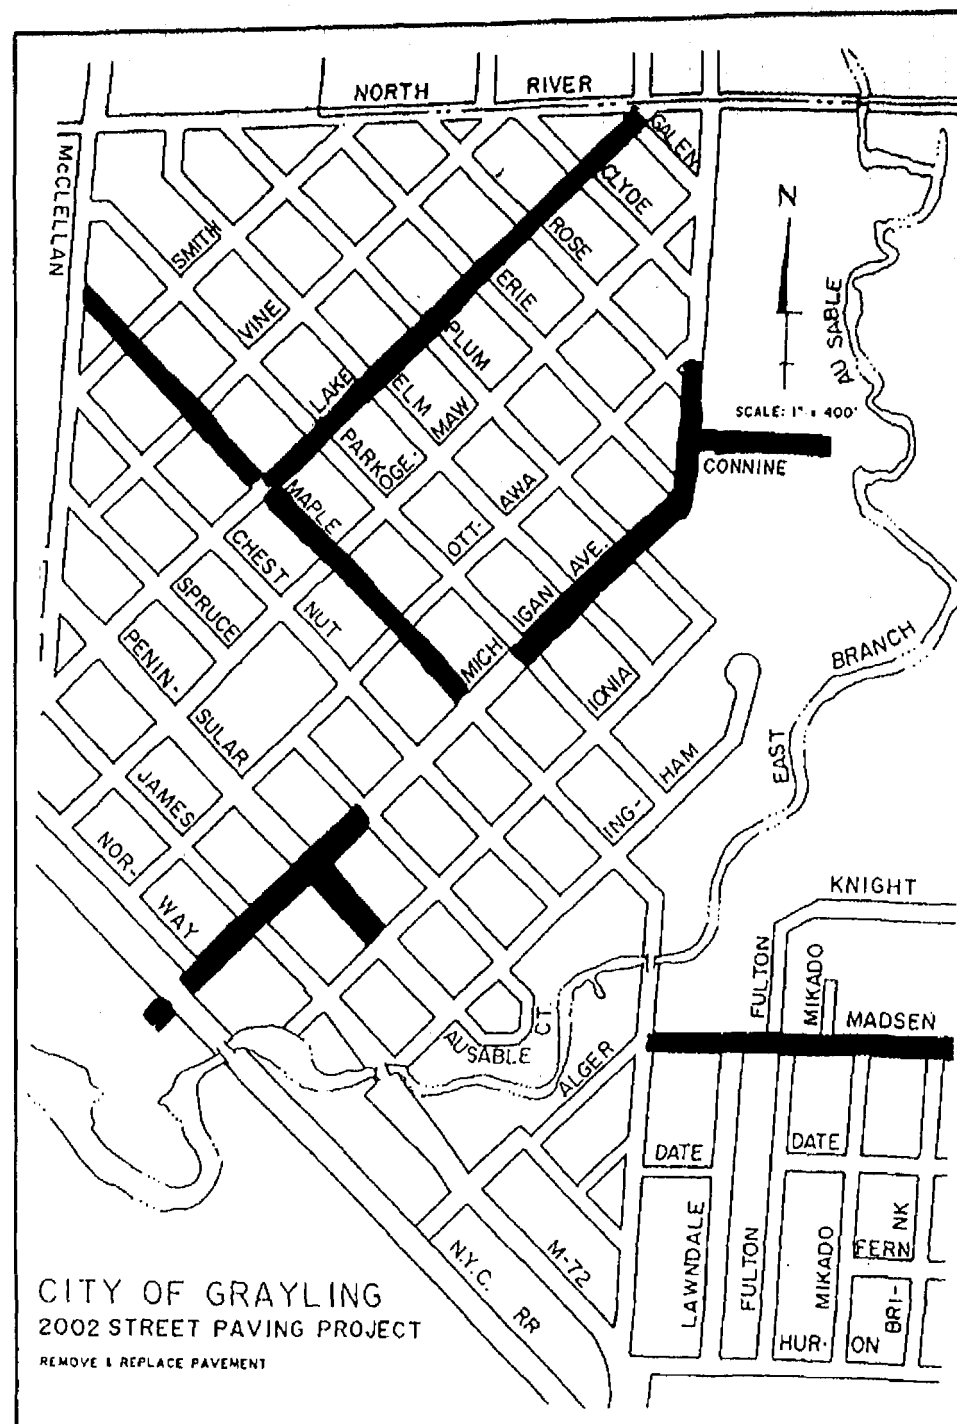 NORTH RIVER
GALEN
CLYDE
ROSE
ERIE
PLUM
ELM
MAW
LAKE
PARK
OGE-
McCLELLAN
SMITH
VINE
N
AU SABLE
SCALE: 1" = 400'
CONNINE
MAPLE
OTT-
AWA
CHEST
NUT
MICH
IGAN
AVE.
SPRUCE
PENIN-
SULAR
IONIA
ING-
HAM
EAST
BRANCH
JAMES
NOR-
WAY
KNIGHT
FULTON
MIKADO
MADSEN
AUSABLE CT
ALGER
DATE
DATE
LAWNDALE
FULTON
MIKADO
FERN
BRI-
NK
HUR-
ON
M-72
N.Y.C. RR
CITY OF GRAYLING
2002 STREET PAVING PROJECT
REMOVE & REPLACE PAVEMENT